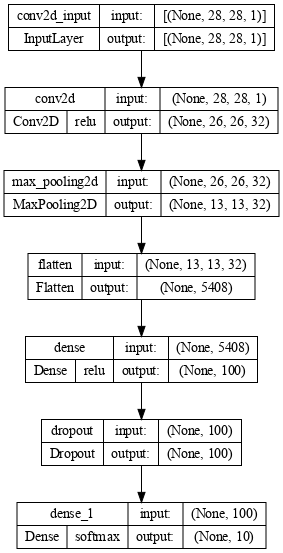 conv2d_input input: [(None, 28, 28, 1)]
InputLayer output: [(None, 28, 28, 1)]
conv2d input: (None, 28, 28, 1)
Conv2D relu output: (None, 26, 26, 32)
max_pooling2d input: (None, 26, 26, 32)
MaxPooling2D output: (None, 13, 13, 32)
flatten input: (None, 13, 13, 32)
Flatten output: (None, 5408)
dense input: (None, 5408)
Dense relu output: (None, 100)
dropout input: (None, 100)
Dropout output: (None, 100)
dense_1 input: (None, 100)
Dense softmax output: (None, 10)